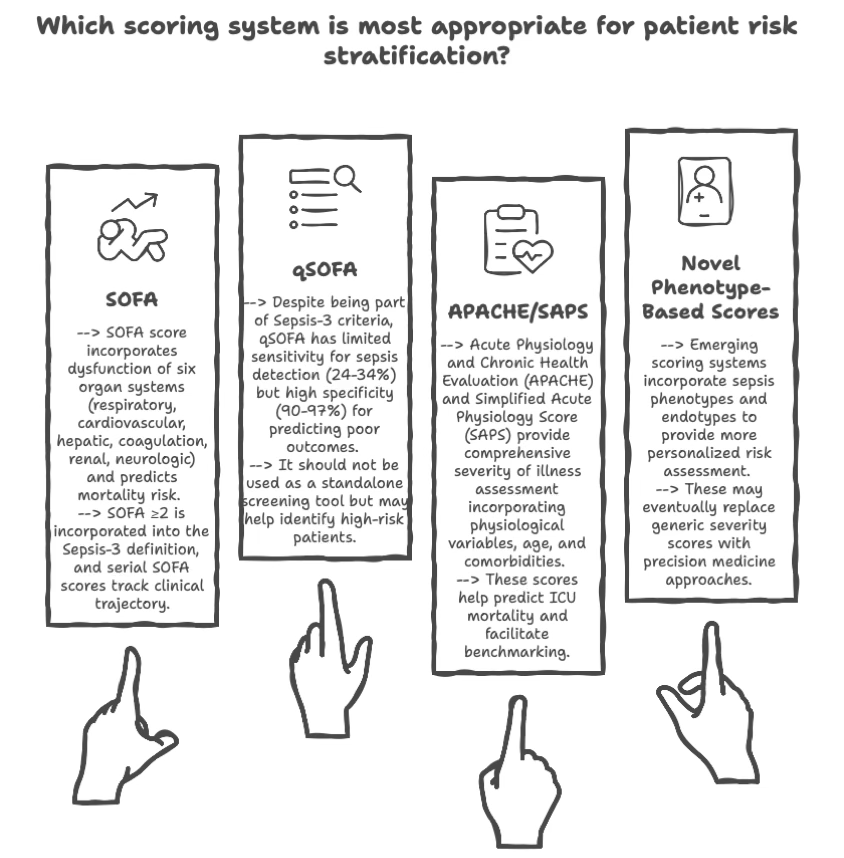 Which scoring system is most appropriate for patient risk
stratification?
SOFA
--> SOFA score
incorporates
dysfunction of six
organ systems
(respiratory,
cardiovascular,
hepatic, coagulation,
renal, neurologic)
and predicts
mortality risk.
--> SOFA ≥2 is
incorporated into the
Sepsis-3 definition,
and serial SOFA
scores track clinical
trajectory.
qSOFA
--> Despite being part
of Sepsis-3 criteria,
qSOFA has limited
sensitivity for sepsis
detection (24-34%)
but high specificity
(90-97%) for
predicting poor
outcomes.
--> It should not be
used as a standalone
screening tool but may
help identify high-risk
patients.
APACHE/SAPS
--> Acute Physiology
and Chronic Health
Evaluation (APACHE)
and Simplified Acute
Physiology Score
(SAPS) provide
comprehensive
severity of illness
assessment
incorporating
physiological
variables, age, and
comorbidities.
--> These scores
help predict ICU
mortality and
facilitate
benchmarking.
Novel
Phenotype-
Based Scores
--> Emerging
scoring systems
incorporate sepsis
phenotypes and
endotypes to
provide more
personalized risk
assessment.
--> These may
eventually replace
generic severity
scores with
precision medicine
approaches.